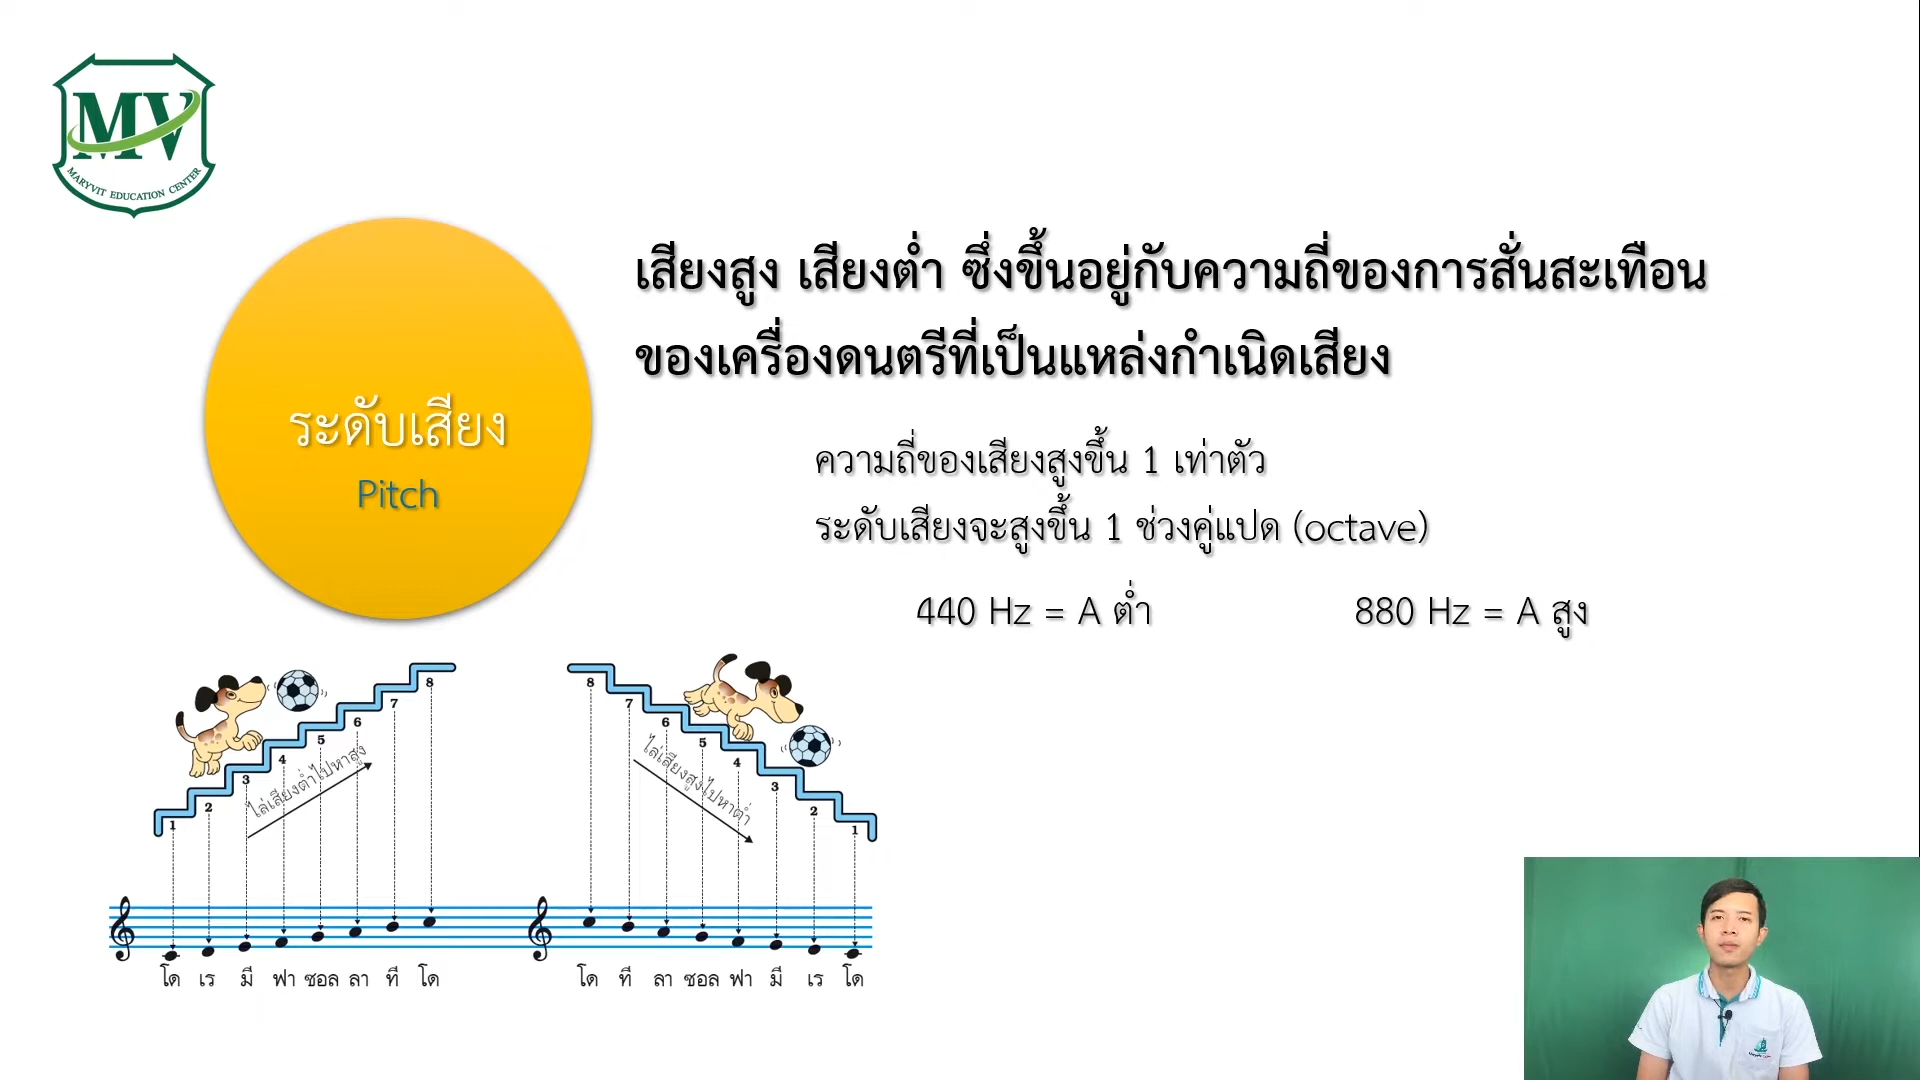 MV
MARYVIT EDUCATION CENTER
ระดับเสียง
Pitch
เสียงสูง เสียงต่ำ ซึ่งขึ้นอยู่กับความถี่ของการสั่นสะเทือน
ของเครื่องดนตรีที่เป็นแหล่งกำเนิดเสียง
ความถี่ของเสียงสูงขึ้น 1 เท่าตัว
ระดับเสียงจะสูงขึ้น 1 ช่วงคู่แปด (octave)
440 Hz = A ต่ำ 880 Hz = A สูง
1 2 3 4 5 6 7 8
ไล่เสียงต่ำไปหาสูง
โด เร มี ฟา ซอล ลา ที โด
8 7 6 5 4 3 2 1
ไล่เสียงสูงไปหาต่ำ
โด ที ลา ซอล ฟา มี เร โด